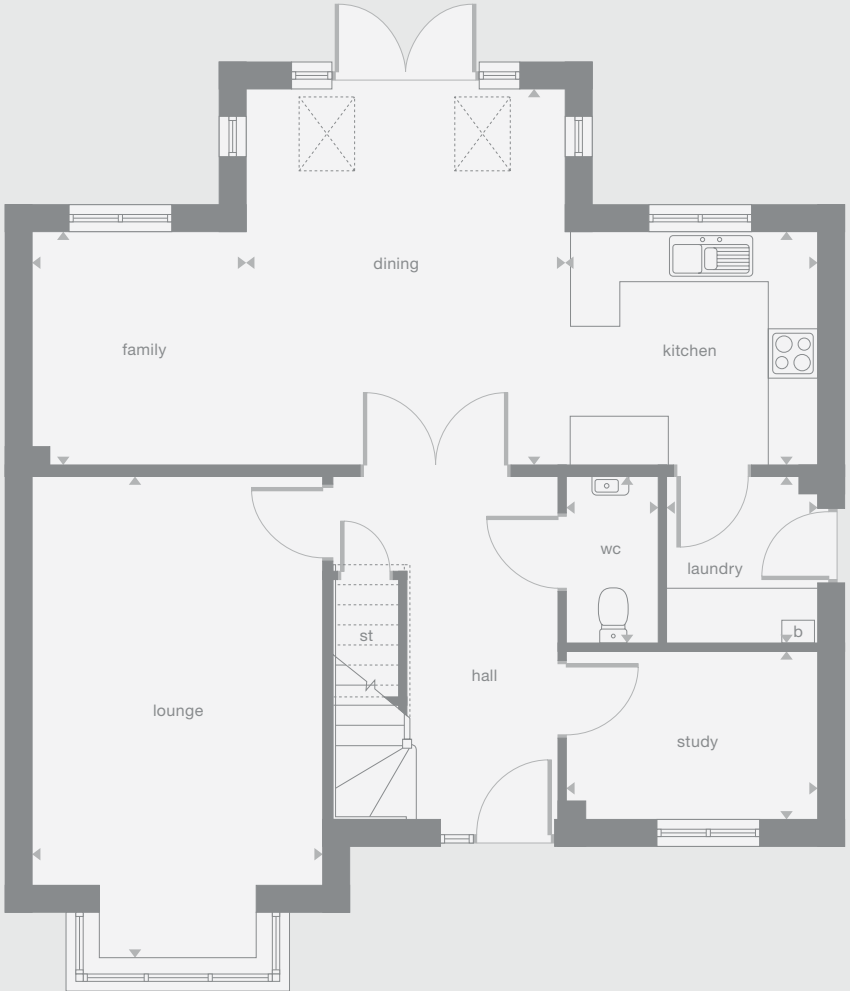 dining
family
kitchen
wc
laundry
b
st
hall
lounge
study